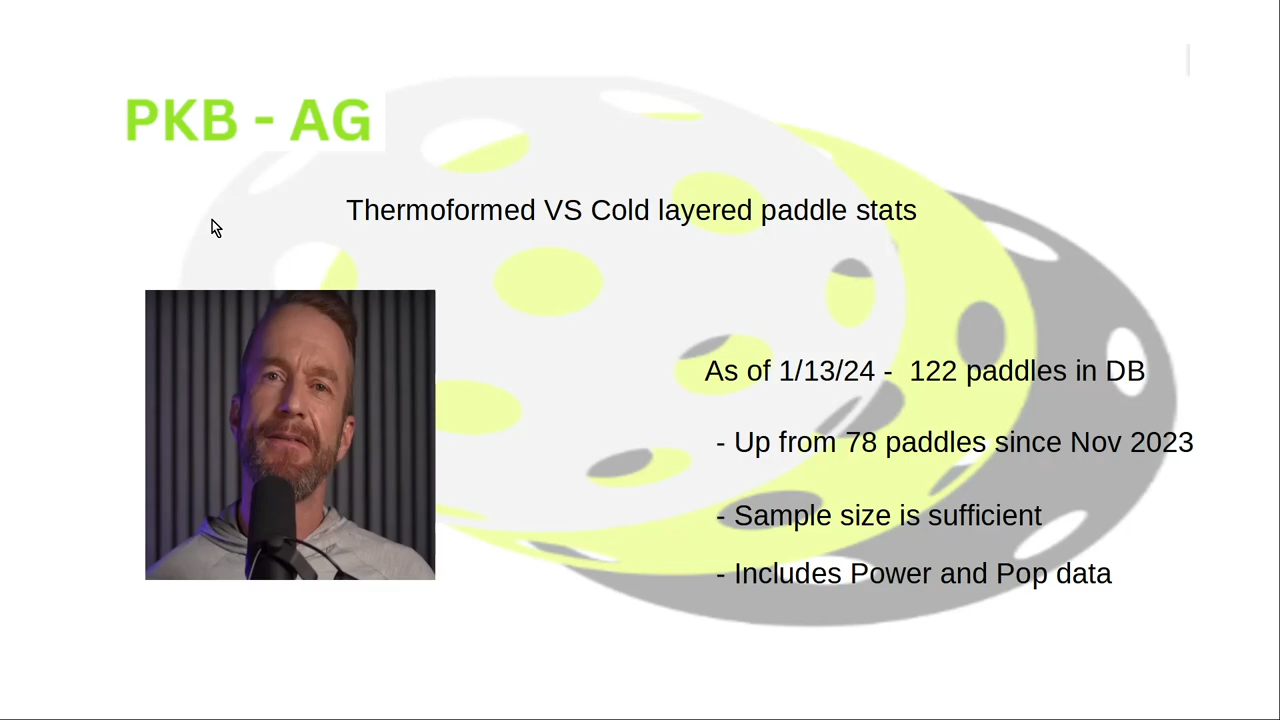 PKB - AG
Thermoformed VS Cold layered paddle stats
As of 1/13/24 - 122 paddles in DB
- Up from 78 paddles since Nov 2023
- Sample size is sufficient
- Includes Power and Pop data